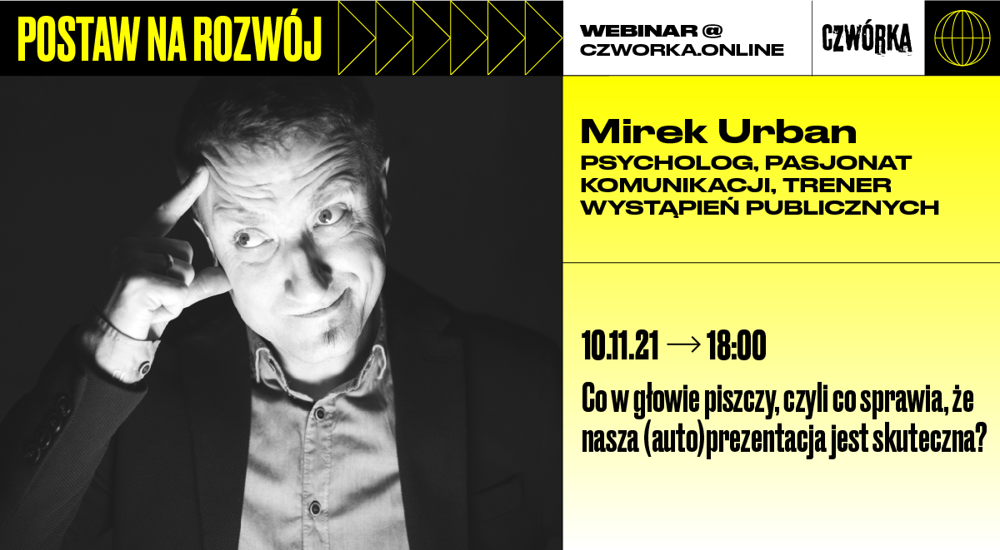 POSTAW NA ROZWÓJ
WEBINAR @
CZWORKA.ONLINE
CZWÓRKA
Mirek Urban
PSYCHOLOG, PASJONAT
KOMUNIKACJI, TRENER
WYSTĄPIEŃ PUBLICZNYCH
10.11.21 → 18:00
Co w głowie piszczy, czyli co sprawia, że
nasza (auto)prezentacja jest skuteczna?